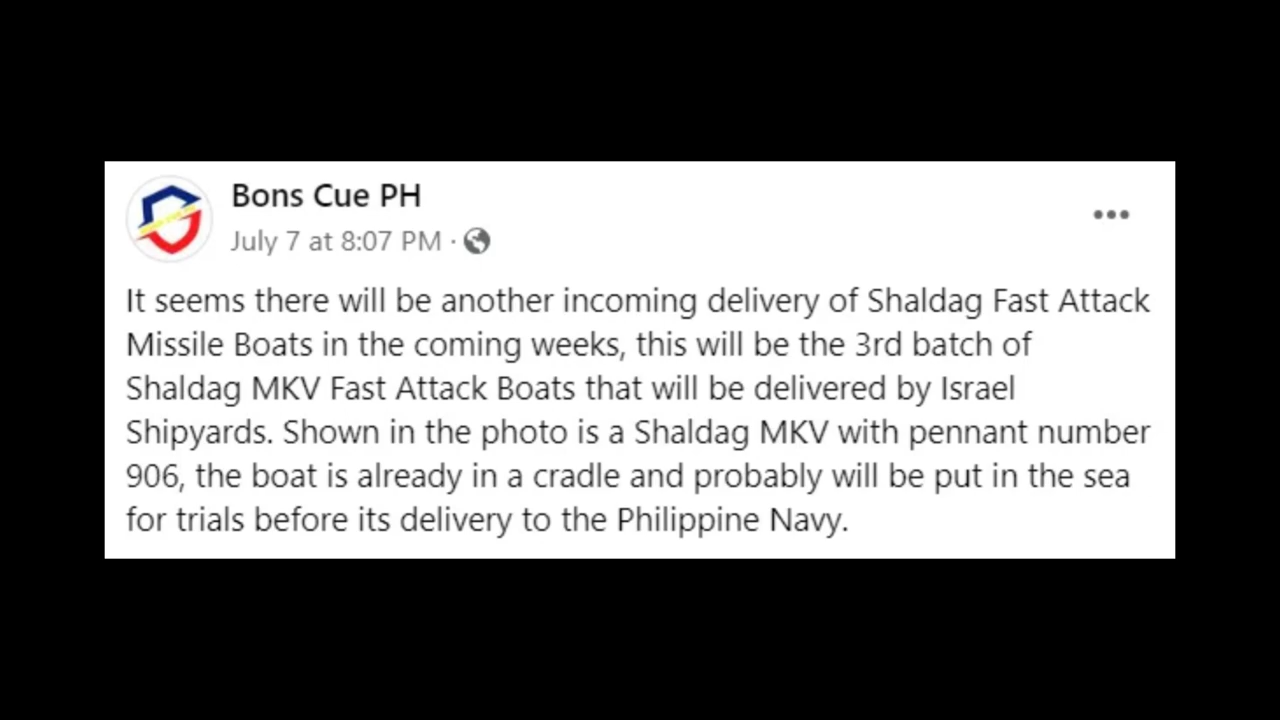 Bons Cue PH
July 7 at 8:07 PM ·
It seems there will be another incoming delivery of Shaldag Fast Attack
Missile Boats in the coming weeks, this will be the 3rd batch of
Shaldag MKV Fast Attack Boats that will be delivered by Israel
Shipyards. Shown in the photo is a Shaldag MKV with pennant number
906, the boat is already in a cradle and probably will be put in the sea
for trials before its delivery to the Philippine Navy.